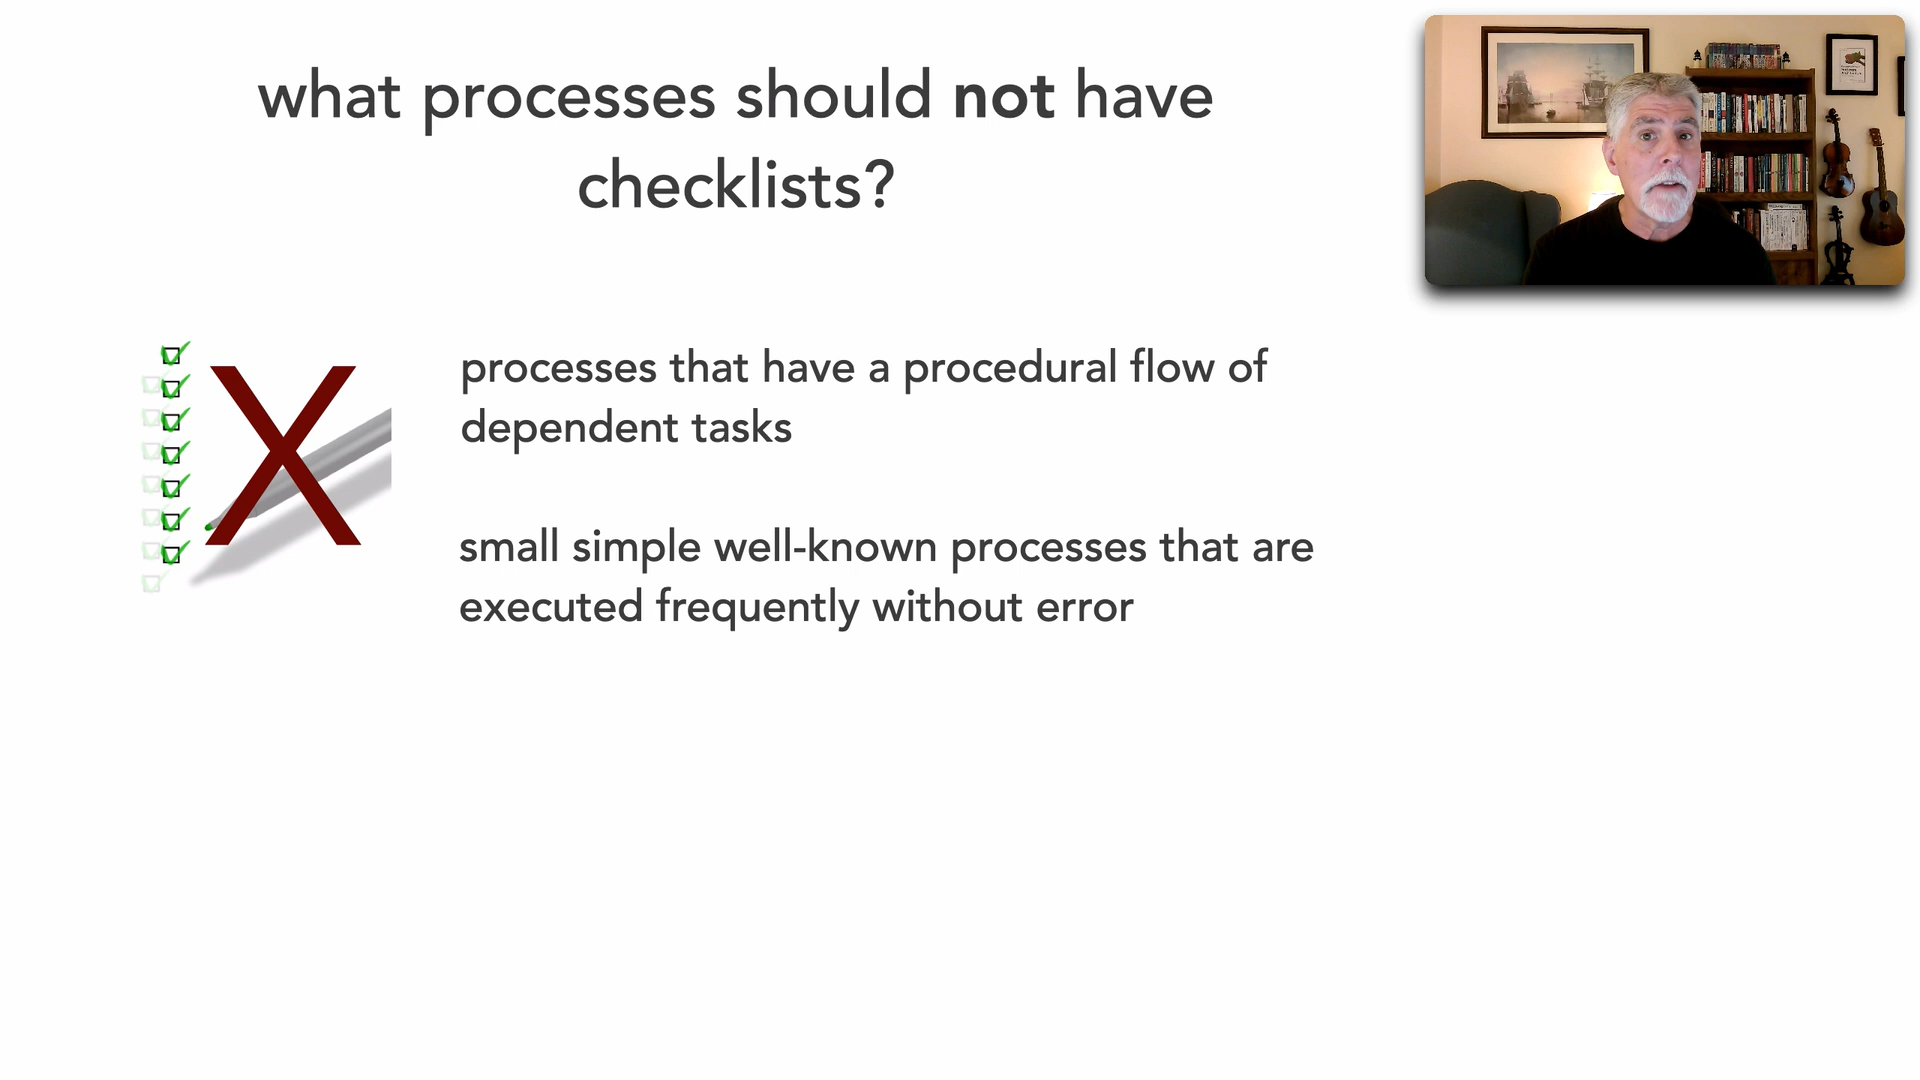 what processes should not have
checklists?
processes that have a procedural flow of
dependent tasks
small simple well-known processes that are
executed frequently without error